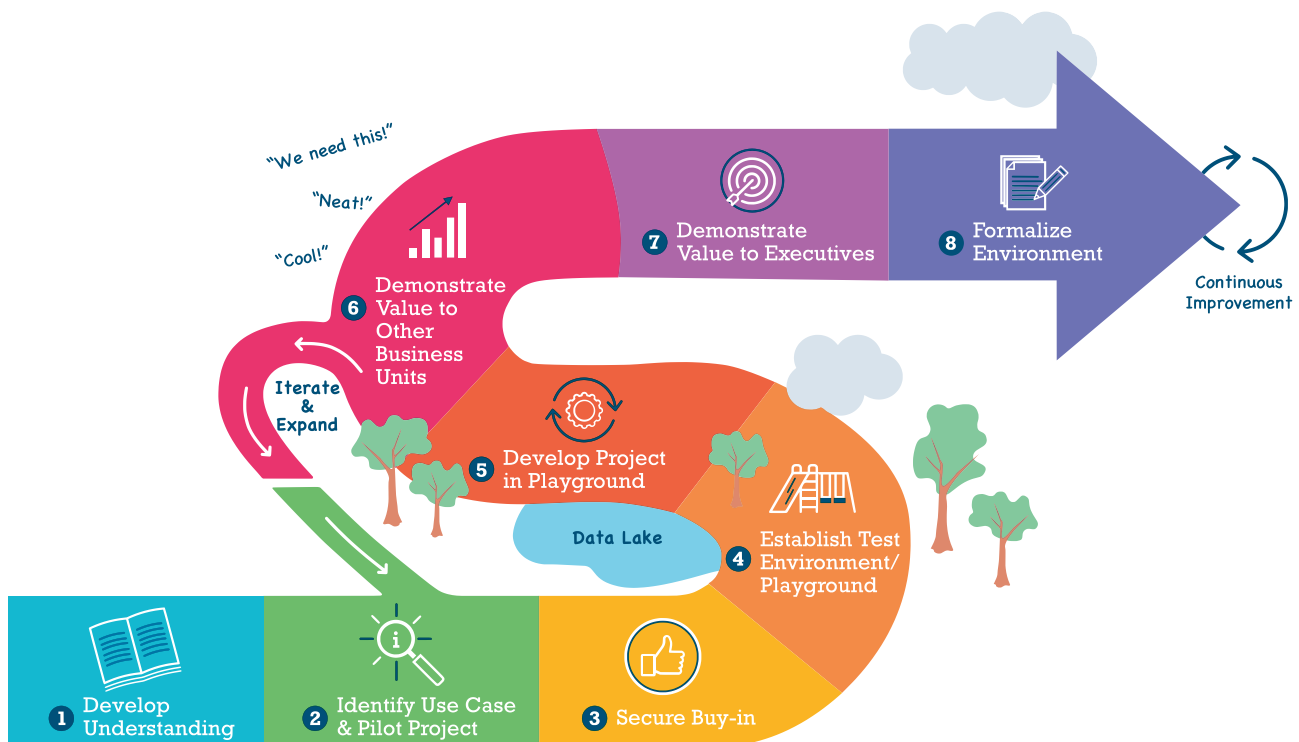 “We need this!”
“Neat!”
“Cool!”
6 Demonstrate
Value to
Other
Business
Units
7 Demonstrate
Value to Executives
8 Formalize
Environment
Continuous
Improvement
Iterate
&
Expand
5 Develop Project
in Playground
Data Lake
4 Establish Test
Environment/
Playground
i
1 Develop
Understanding
2 Identify Use Case
& Pilot Project
3 Secure Buy-in